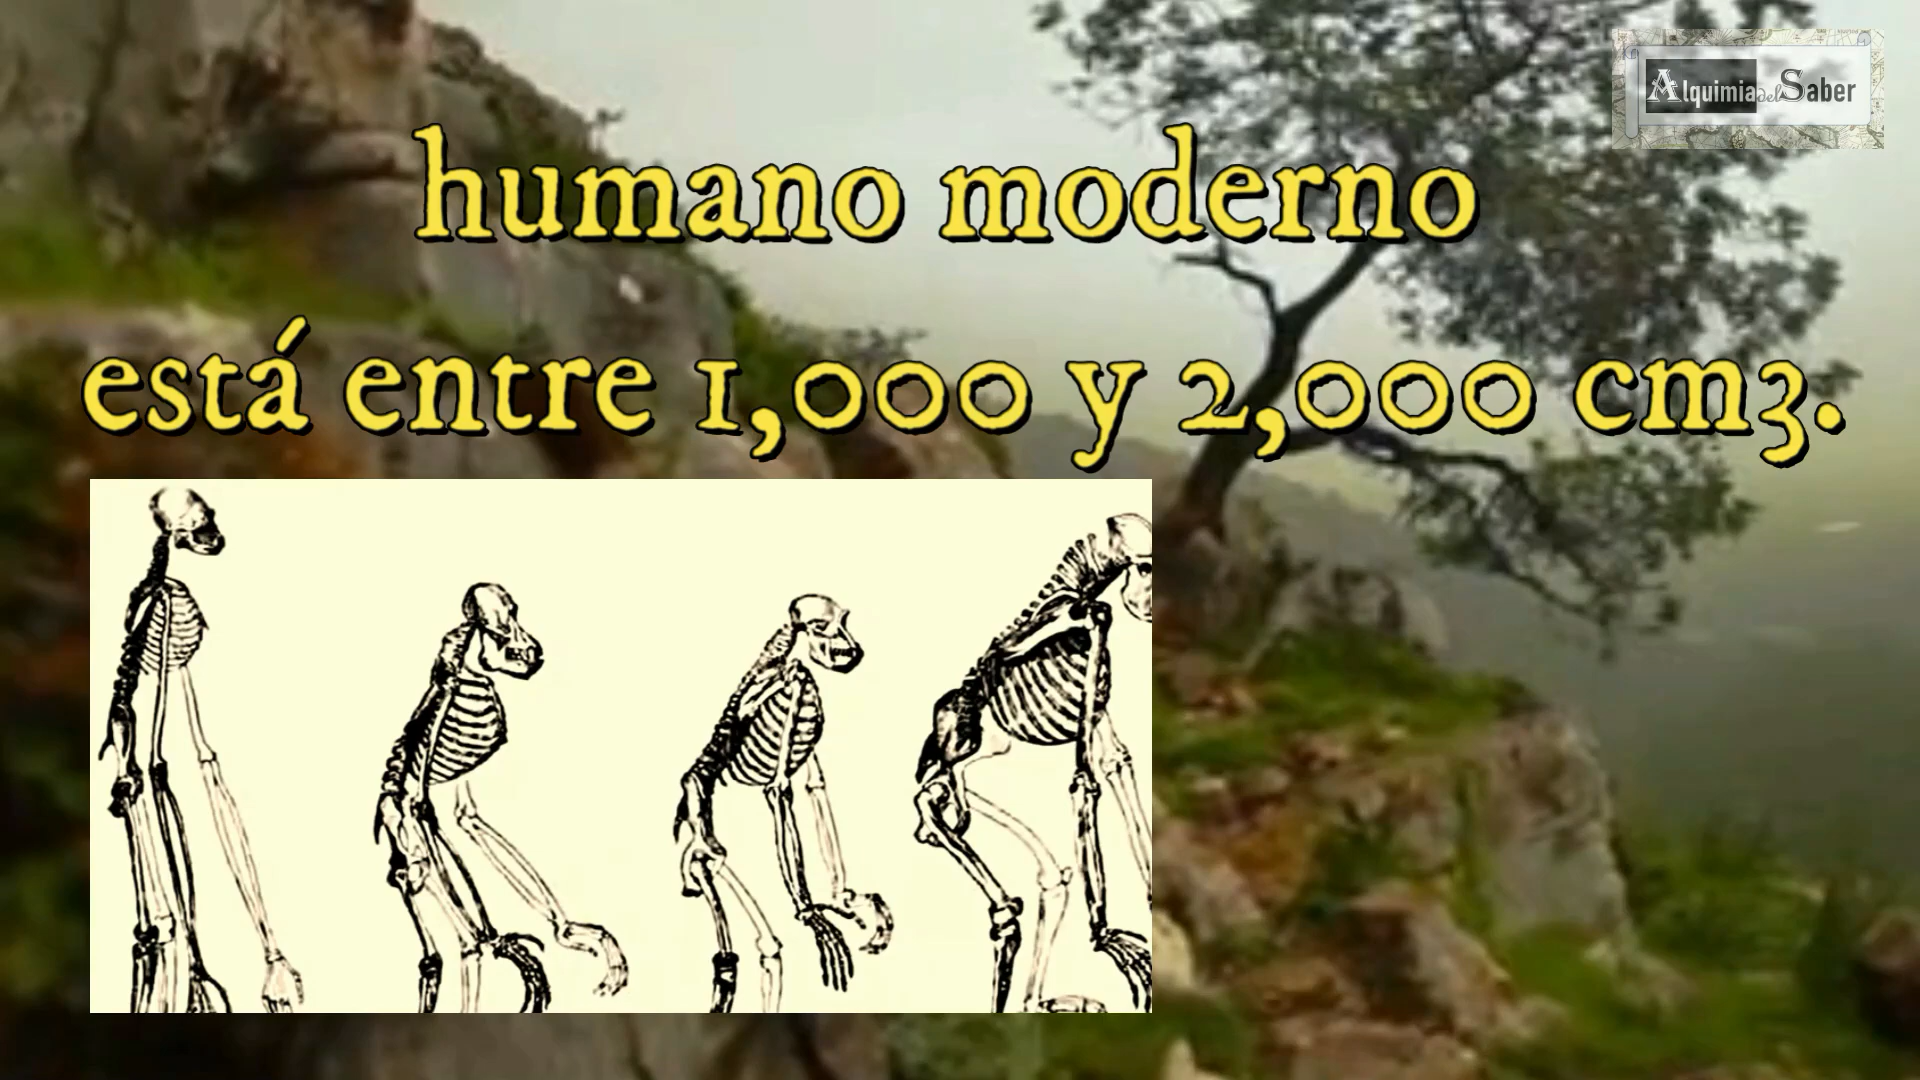 Alquimia del Saber
humano moderno
está entre 1,000 y 2,000 cm3.